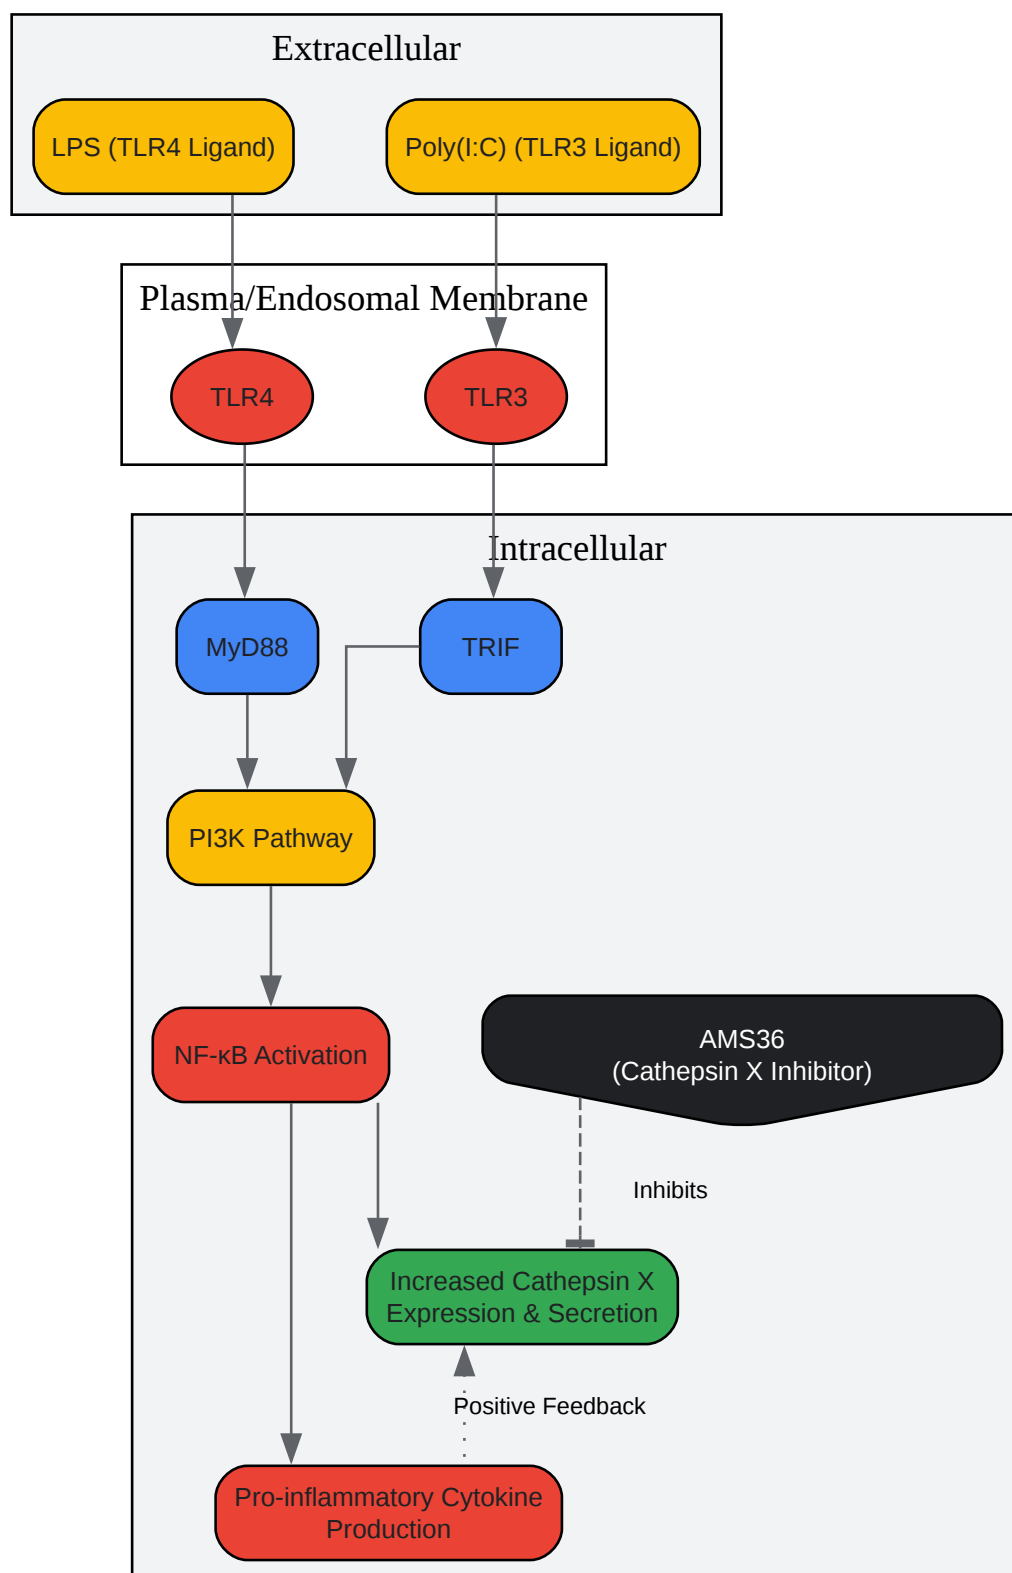 Extracellular
LPS (TLR4 Ligand)
Poly(I:C) (TLR3 Ligand)
Plasma/Endosomal Membrane
TLR4
TLR3
Intracellular
MyD88
TRIF
PI3K Pathway
NF-κB Activation
AMS36
(Cathepsin X Inhibitor)
Inhibits
Increased Cathepsin X
Expression & Secretion
Positive Feedback
Pro-inflammatory Cytokine
Production